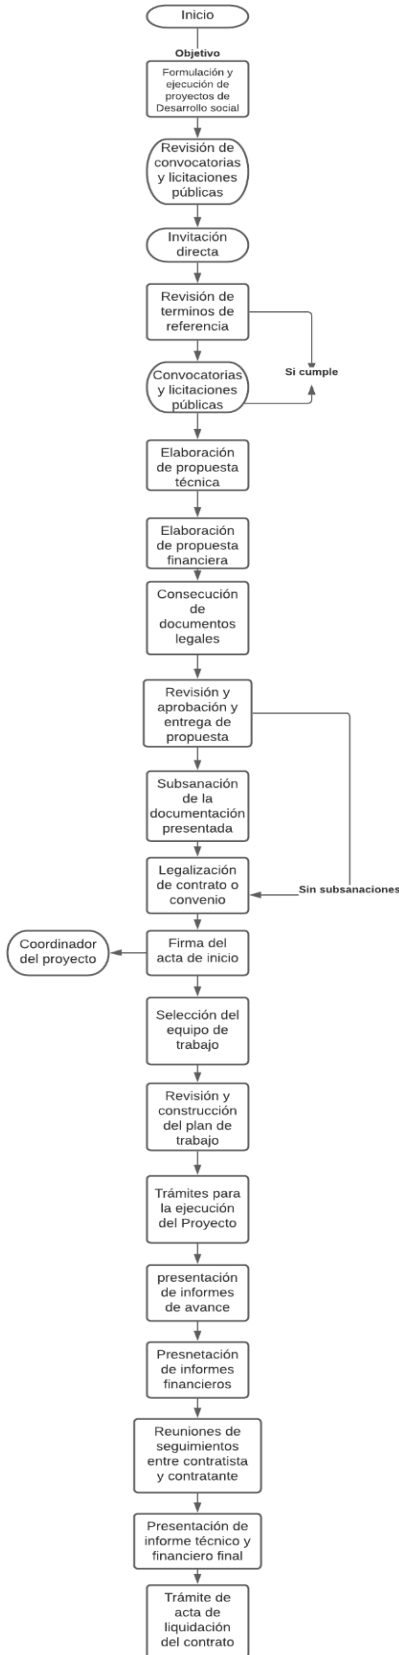 Inicio
Objetivo
Formulación y
ejecución de
proyectos de
Desarrollo social
Revisión de
convocatorias
y licitaciones
públicas
Invitación
directa
Revisión de
terminos de
referencia
Si cumple
Convocatorias
y licitaciones
públicas
Elaboración
de propuesta
técnica
Elaboración
de propuesta
financiera
Consecución
de
documentos
legales
Revisión y
aprobación y
entrega de
propuesta
Subsanación
de la
documentación
presentada
Legalización
de contrato o
convenio
Sin subsanaciones
Firma del
acta de inicio
Coordinador
del proyecto
Selección del
equipo de
trabajo
Revisión y
construcción
del plan de
trabajo
Trámites para
la ejecución
del Proyecto
presentación
de informes
de avance
Presnetación
de informes
financieros
Reuniones de
seguimientos
entre contratista
y contratante
Presentación de
informe técnico y
financiero final
Trámite de
acta de
liquidación
del contrato